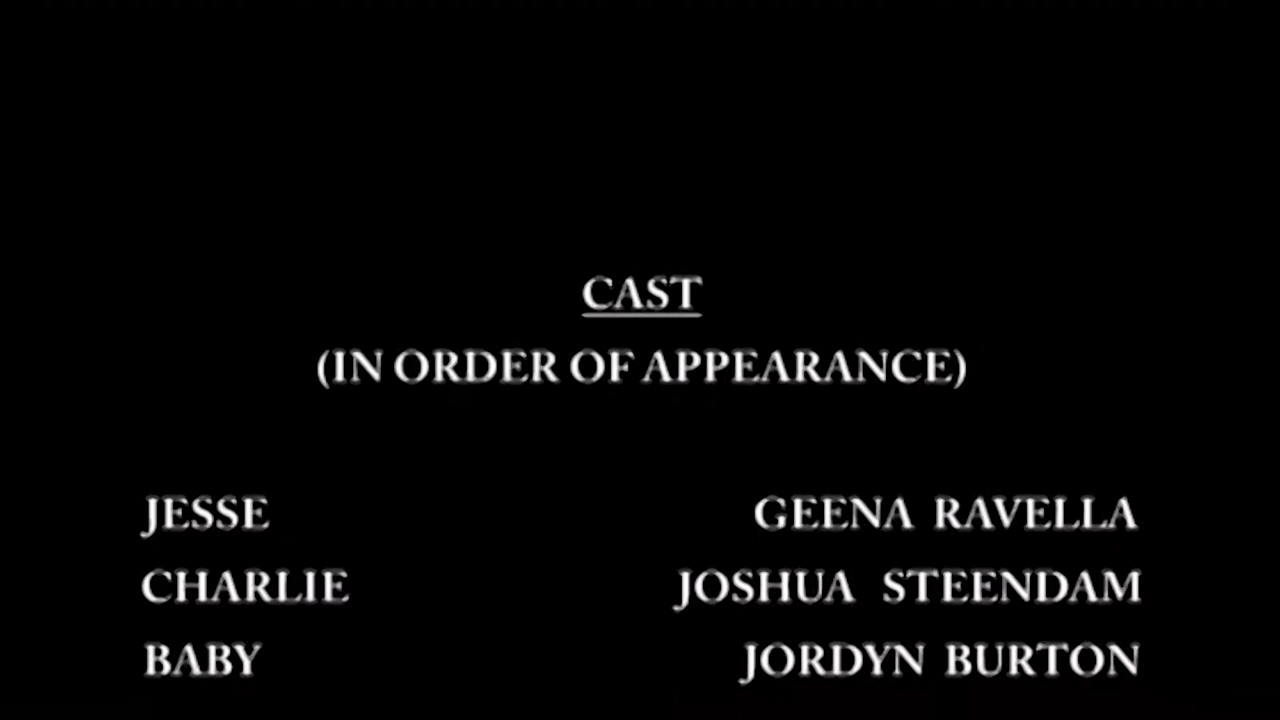 CAST
(IN ORDER OF APPEARANCE)
JESSE GEENA RAVELLA
CHARLIE JOSHUA STEENDAM
BABY JORDYN BURTON